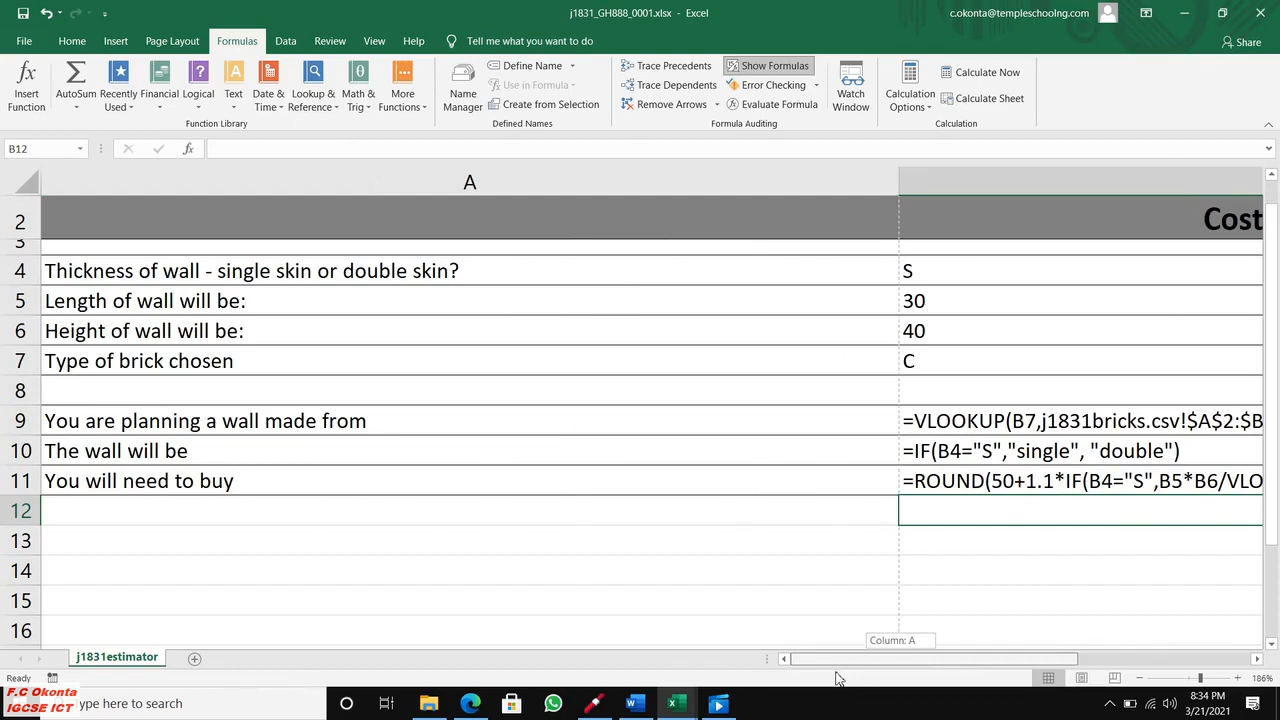 j1831_GH888_0001.xlsx - Excel
c.okonta@templeschoolng.com
File Home Insert Page Layout Formulas Data Review View Help Tell me what you want to do Share
Insert Function
AutoSum
Recently Used
Financial
Logical
Text
Date & Time
Lookup & Reference
Math & Trig
More Functions
Function Library
Name Manager
Define Name
Use in Formula
Create from Selection
Defined Names
Trace Precedents
Trace Dependents
Remove Arrows
Show Formulas
Error Checking
Evaluate Formula
Formula Auditing
Watch Window
Calculation Options
Calculate Now
Calculate Sheet
Calculation
B12 fx
A
2 Cost
3
4 Thickness of wall - single skin or double skin? S
5 Length of wall will be: 30
6 Height of wall will be: 40
7 Type of brick chosen C
8
9 You are planning a wall made from =VLOOKUP(B7,j1831bricks.csv!$A$2:$B
10 The wall will be =IF(B4="S","single", "double")
11 You will need to buy =ROUND(50+1.1*IF(B4="S",B5*B6/VLO
12
13
14
15
16
Column: A
j1831estimator
Ready 186%
F.C Okonta
IGCSE ICT
ype here to search
8:34 PM
3/21/2021